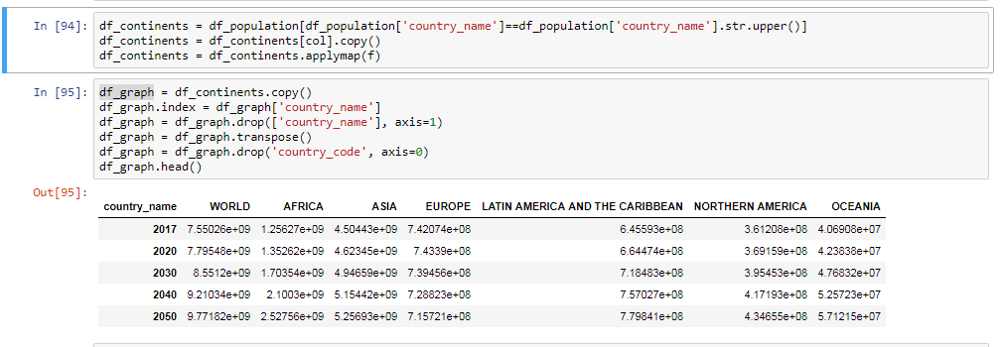 In [94]: df_continents = df_population[df_population['country_name']==df_population['country_name'].str.upper()]
df_continents = df_continents[col].copy()
df_continents = df_continents.applymap(f)
In [95]: df_graph = df_continents.copy()
df_graph.index = df_graph['country_name']
df_graph = df_graph.drop(['country_name'], axis=1)
df_graph = df_graph.transpose()
df_graph = df_graph.drop('country_code', axis=0)
df_graph.head()
Out[95]:
country_name WORLD AFRICA ASIA EUROPE LATIN AMERICA AND THE CARIBBEAN NORTHERN AMERICA OCEANIA
2017 7.55026e+09 1.25627e+09 4.50443e+09 7.42074e+08 6.45593e+08 3.61208e+08 4.06908e+07
2020 7.79548e+09 1.35262e+09 4.62345e+09 7.4339e+08 6.64474e+08 3.69159e+08 4.23838e+07
2030 8.5512e+09 1.70354e+09 4.94659e+09 7.39456e+08 7.18483e+08 3.95453e+08 4.76832e+07
2040 9.21034e+09 2.1003e+09 5.15442e+09 7.28823e+08 7.57027e+08 4.17193e+08 5.25723e+07
2050 9.77182e+09 2.52756e+09 5.25693e+09 7.15721e+08 7.79841e+08 4.34655e+08 5.71215e+07